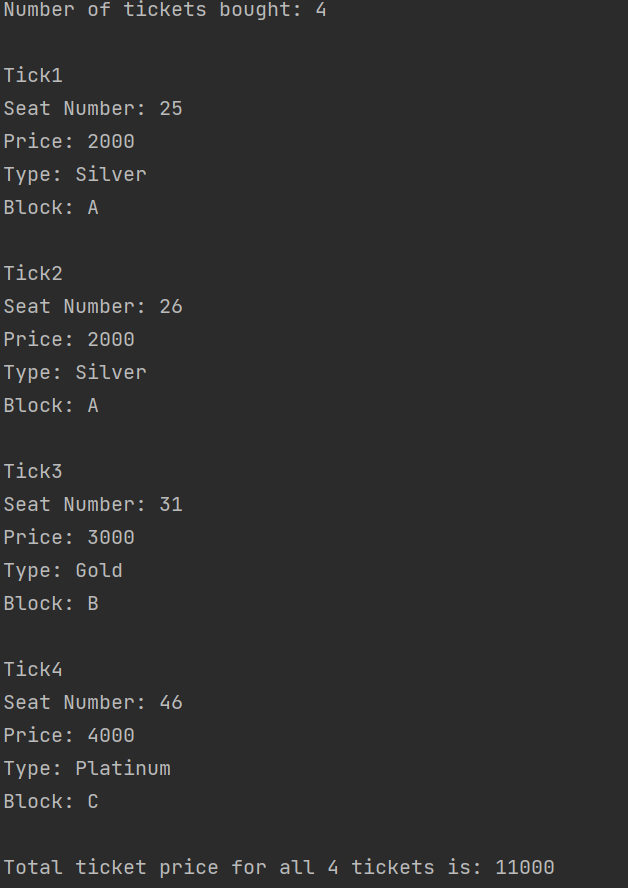 Number of tickets bought: 4
Tick1
Seat Number: 25
Price: 2000
Type: Silver
Block: A
Tick2
Seat Number: 26
Price: 2000
Type: Silver
Block: A
Tick3
Seat Number: 31
Price: 3000
Type: Gold
Block: B
Tick4
Seat Number: 46
Price: 4000
Type: Platinum
Block: C
Total ticket price for all 4 tickets is: 11000